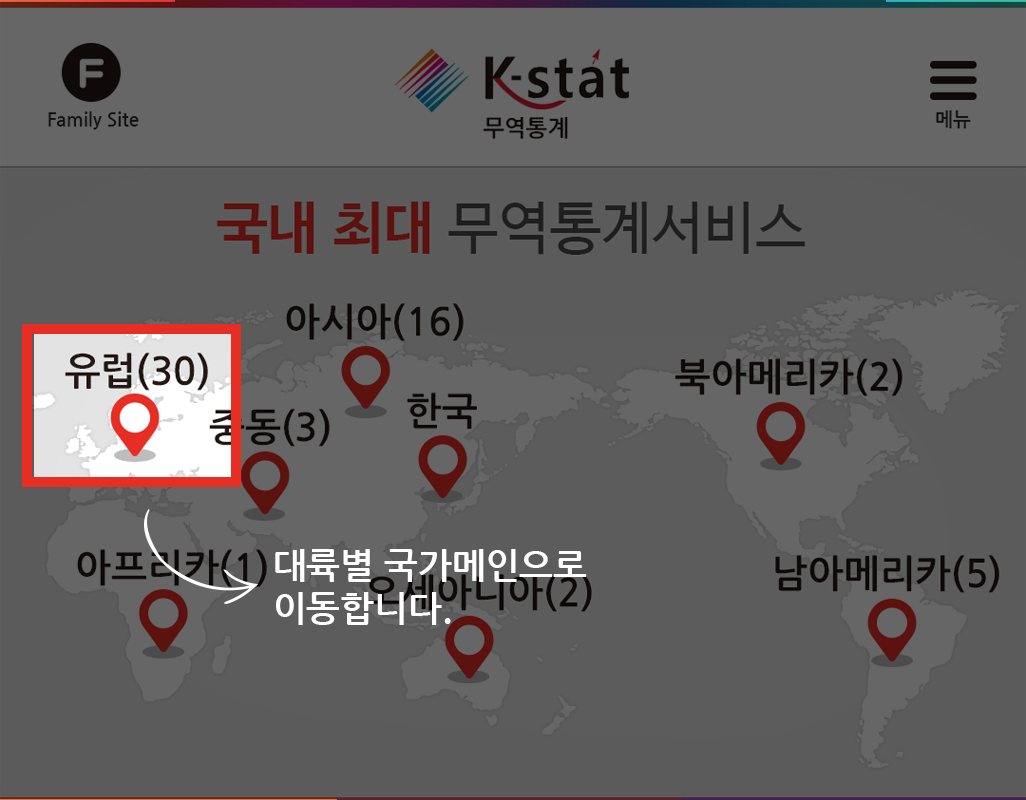 F
Family Site
K-stat
무역통계
메뉴
국내 최대 무역통계서비스
아시아(16)
유럽(30)
북아메리카(2)
중동(3)
한국
아프리카(1)
대륙별 국가메인으로
이동합니다.
오세아니아(2)
남아메리카(5)